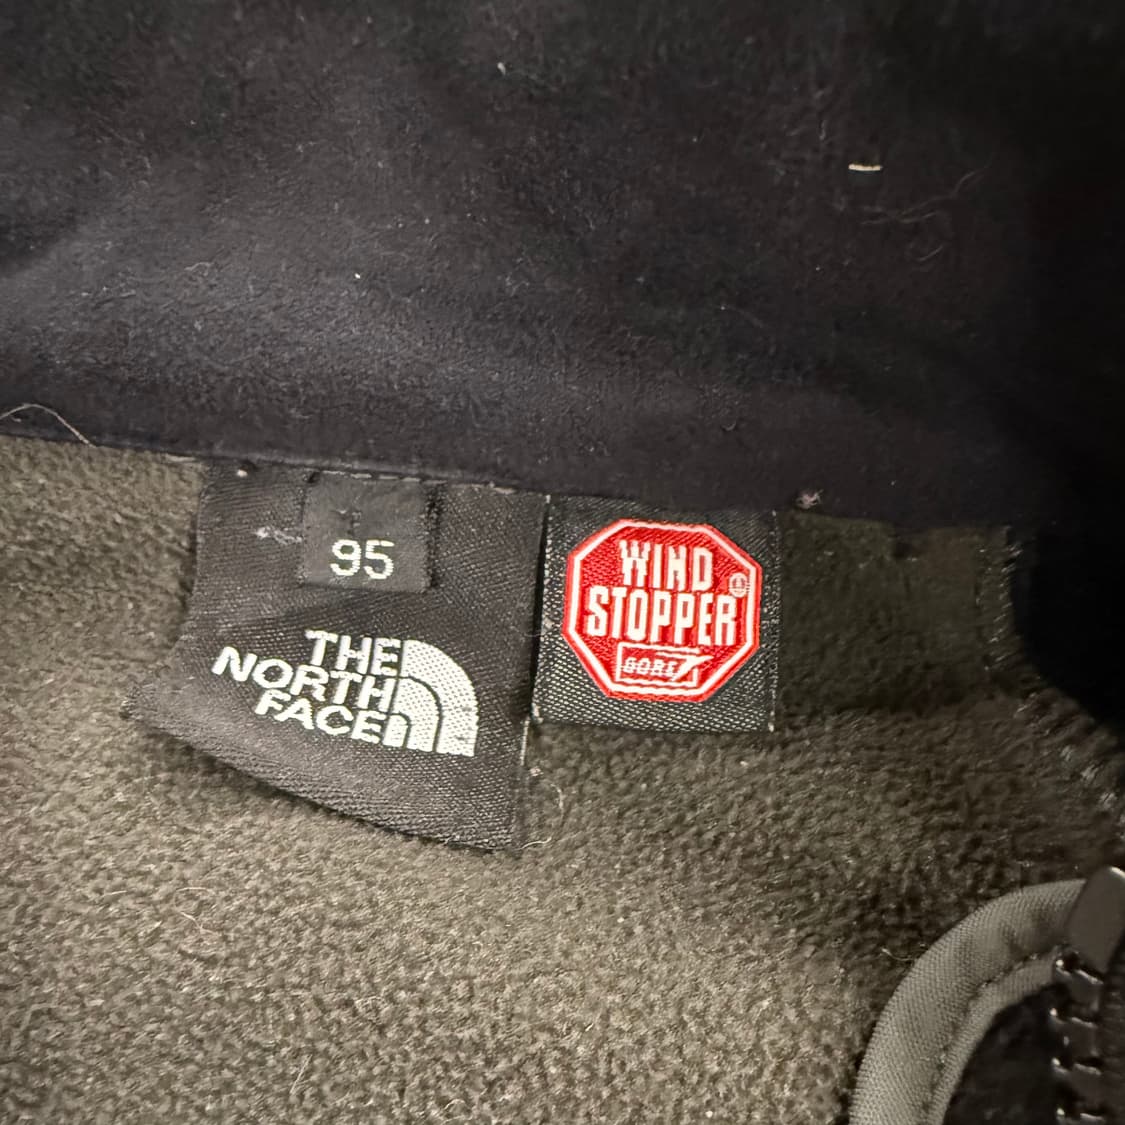 95
THE
NORTH
FACE
WIND
STOPPER
GORE